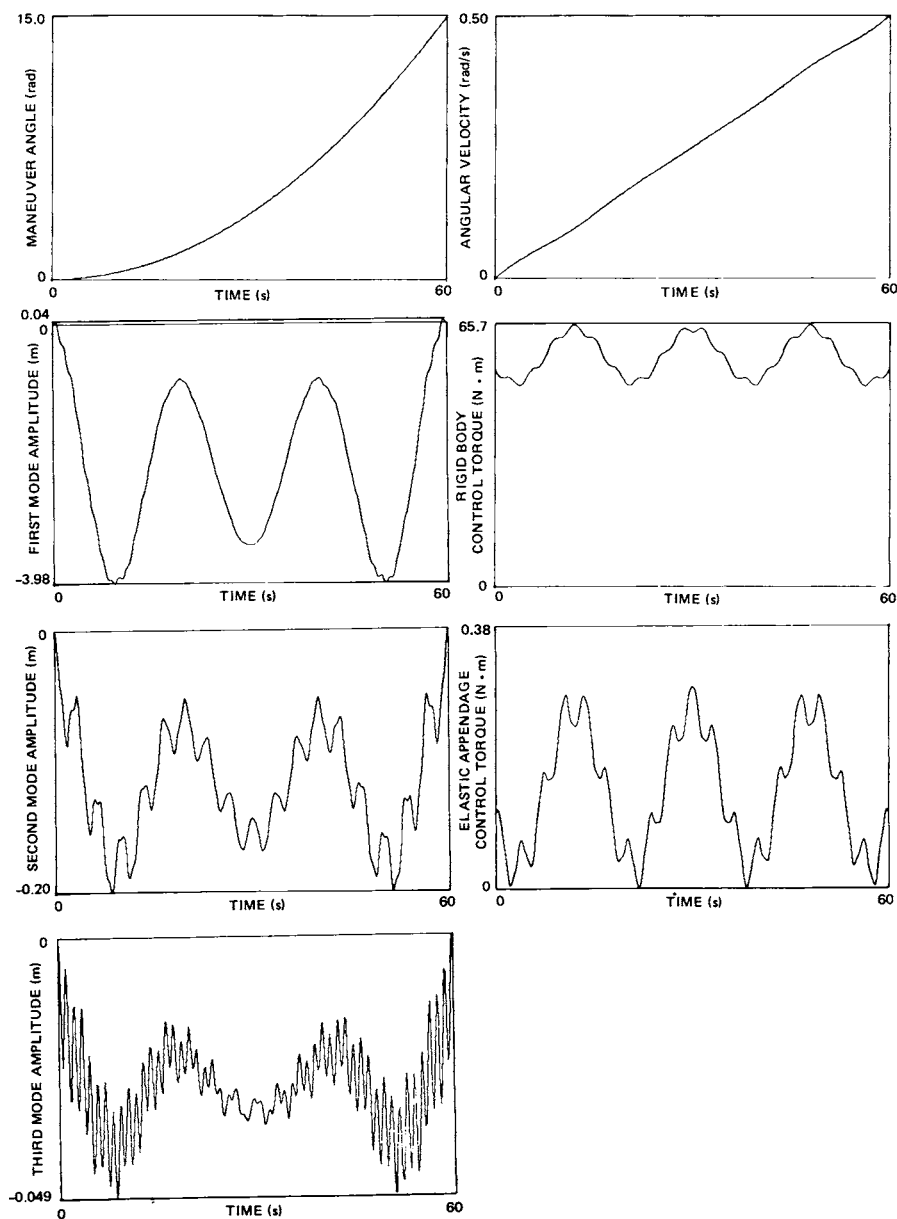 15.0
MANEUVER ANGLE (rad)
0
0
TIME (s)
60
0.50
ANGULAR VELOCITY (rad/s)
0
0
TIME (s)
60
0.04
0
FIRST MODE AMPLITUDE (m)
-3.98
0
TIME (s)
60
65.7
RIGID BODY
CONTROL TORQUE (N • m)
0
0
TIME (s)
60
0
SECOND MODE AMPLITUDE (m)
-0.20
0
TIME (s)
60
0.38
ELASTIC APPENDAGE
CONTROL TORQUE (N • m)
0
0
TIME (s)
60
0
THIRD MODE AMPLITUDE (m)
-0.049
0
TIME (s)
60